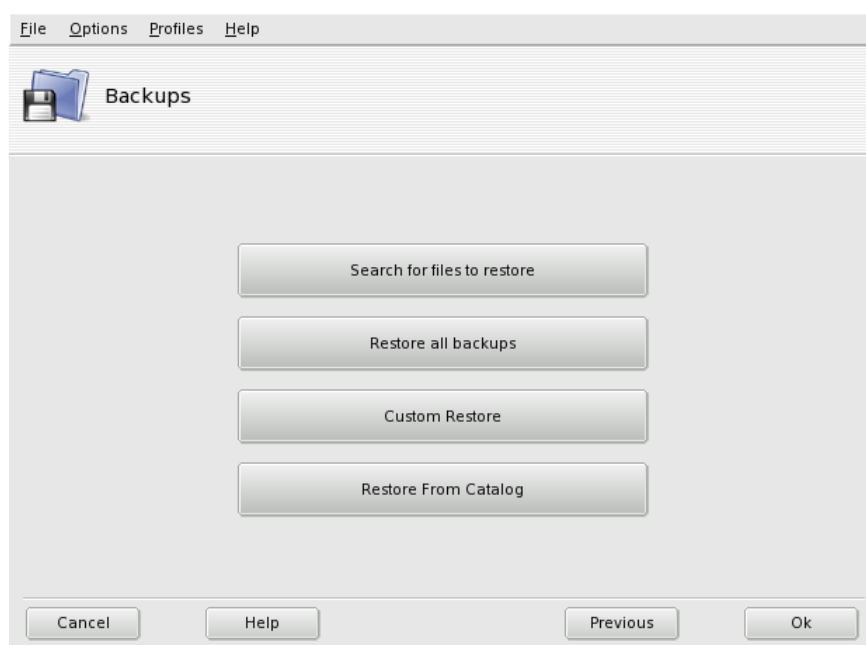 File Options Profiles Help
Backups
Search for files to restore
Restore all backups
Custom Restore
Restore From Catalog
Cancel Help Previous Ok